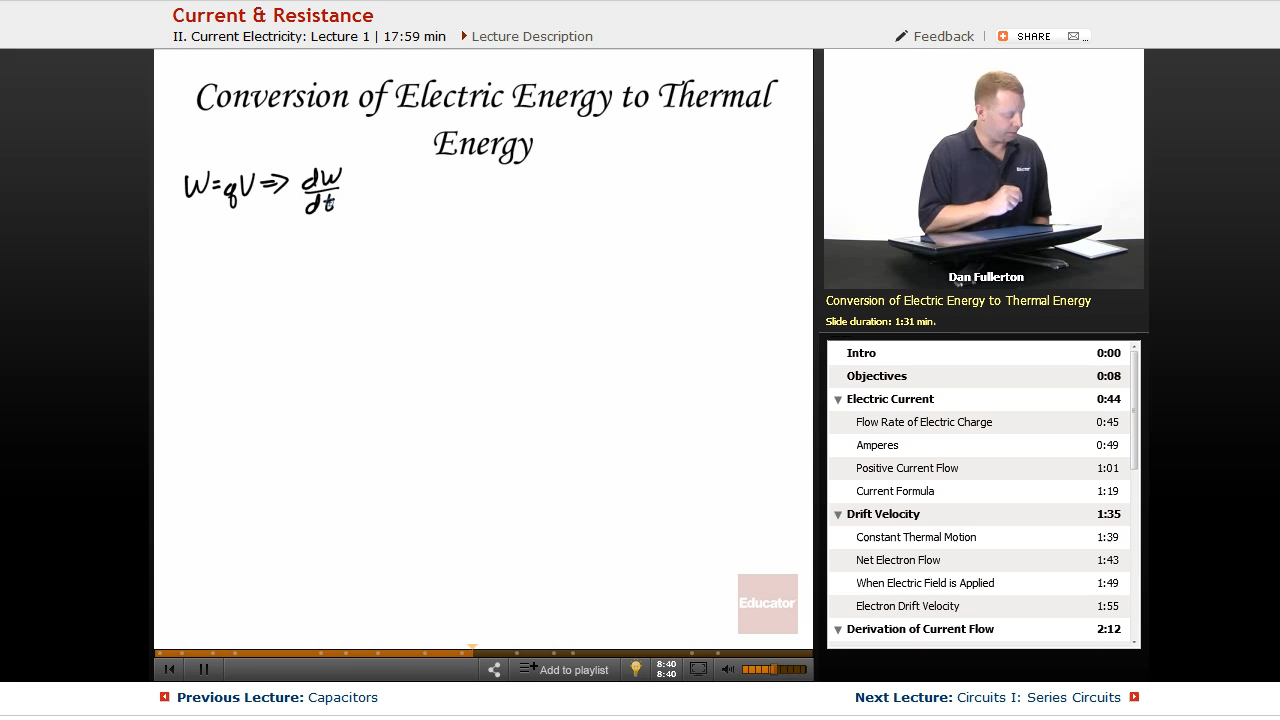 Current & Resistance
II. Current Electricity: Lecture 1 | 17:59 min
Lecture Description
Feedback
SHARE
Conversion of Electric Energy to Thermal
Energy
W=qV⇒ dW/dt
Educator
Dan Fullerton
Conversion of Electric Energy to Thermal Energy
Slide duration: 1:31 min.
Intro 0:00
Objectives 0:08
Electric Current 0:44
Flow Rate of Electric Charge 0:45
Amperes 0:49
Positive Current Flow 1:01
Current Formula 1:19
Drift Velocity 1:35
Constant Thermal Motion 1:39
Net Electron Flow 1:43
When Electric Field is Applied 1:49
Electron Drift Velocity 1:55
Derivation of Current Flow 2:12
Add to playlist
8:40
8:40
Previous Lecture: Capacitors
Next Lecture: Circuits I: Series Circuits